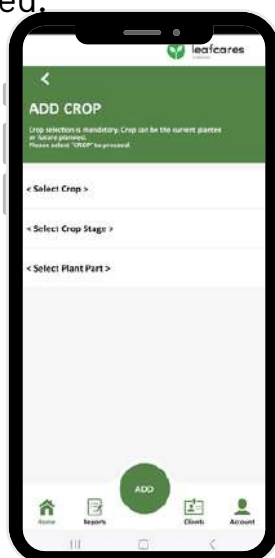 ed.
leafcares
ADD CROP
Crop selection is mandatory. Crop can be the current planted
or future planned.
Please select "CROP" to proceed
< Select Crop >
< Select Crop Stage >
< Select Plant Part >
ADD
Home Reports Clients Account